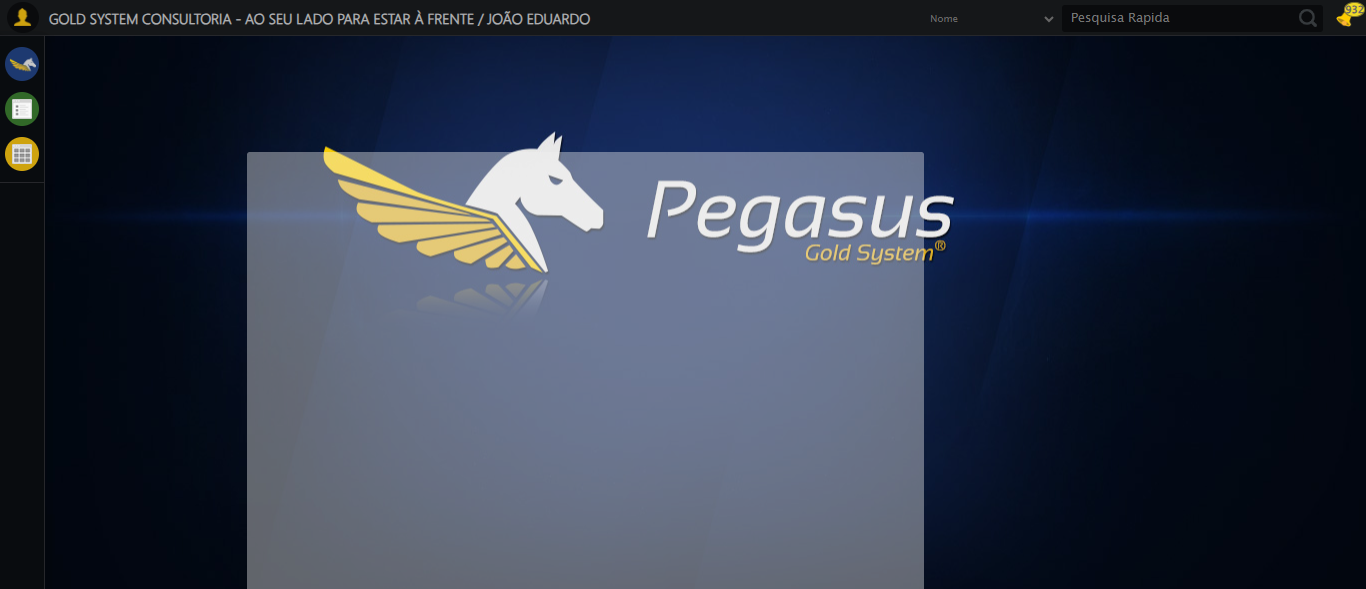 GOLD SYSTEM CONSULTORIA - AO SEU LADO PARA ESTAR À FRENTE / JOÃO EDUARDO
Nome
Pesquisa Rapida
932
Pegasus
Gold System®